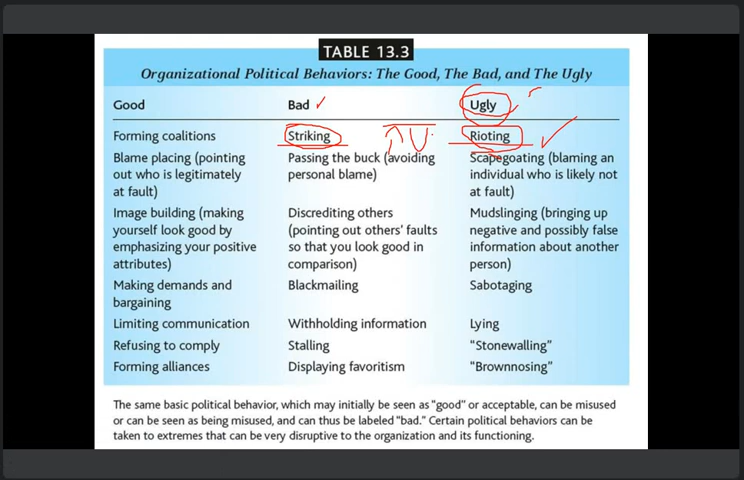 TABLE 13.3
Organizational Political Behaviors: The Good, The Bad, and The Ugly
Good Bad Ugly
Forming coalitions Striking Rioting
Blame placing (pointing Passing the buck (avoiding Scapegoating (blaming an
out who is legitimately personal blame) individual who is likely not
at fault) at fault)
Image building (making Discrediting others Mudslinging (bringing up
yourself look good by (pointing out others' faults negative and possibly false
emphasizing your positive so that you look good in information about another
attributes) comparison) person)
Making demands and Blackmailing Sabotaging
bargaining
Limiting communication Withholding information Lying
Refusing to comply Stalling "Stonewalling"
Forming alliances Displaying favoritism "Brownnosing"
The same basic political behavior, which may initially be seen as "good" or acceptable, can be misused
or can be seen as being misused, and can thus be labeled "bad." Certain political behaviors can be
taken to extremes that can be very disruptive to the organization and its functioning.